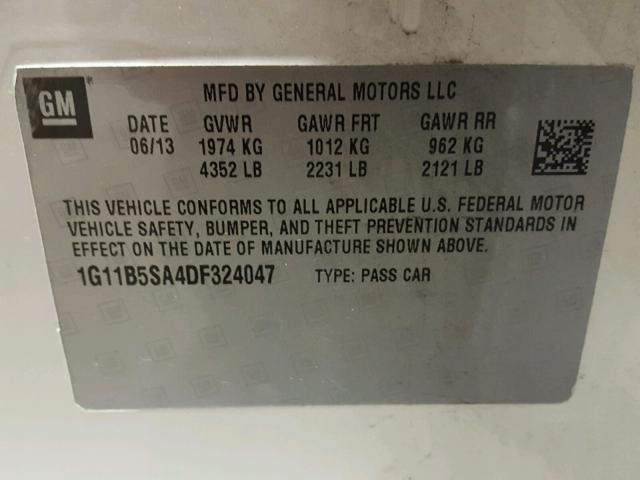 GM
MFD BY GENERAL MOTORS LLC
DATE GVWR GAWR FRT GAWR RR
06/13 1974 KG 1012 KG 962 KG
4352 LB 2231 LB 2121 LB
THIS VEHICLE CONFORMS TO ALL APPLICABLE U.S. FEDERAL MOTOR
VEHICLE SAFETY, BUMPER, AND THEFT PREVENTION STANDARDS IN
EFFECT ON THE DATE OF MANUFACTURE SHOWN ABOVE.
1G11B5SA4DF324047 TYPE: PASS CAR